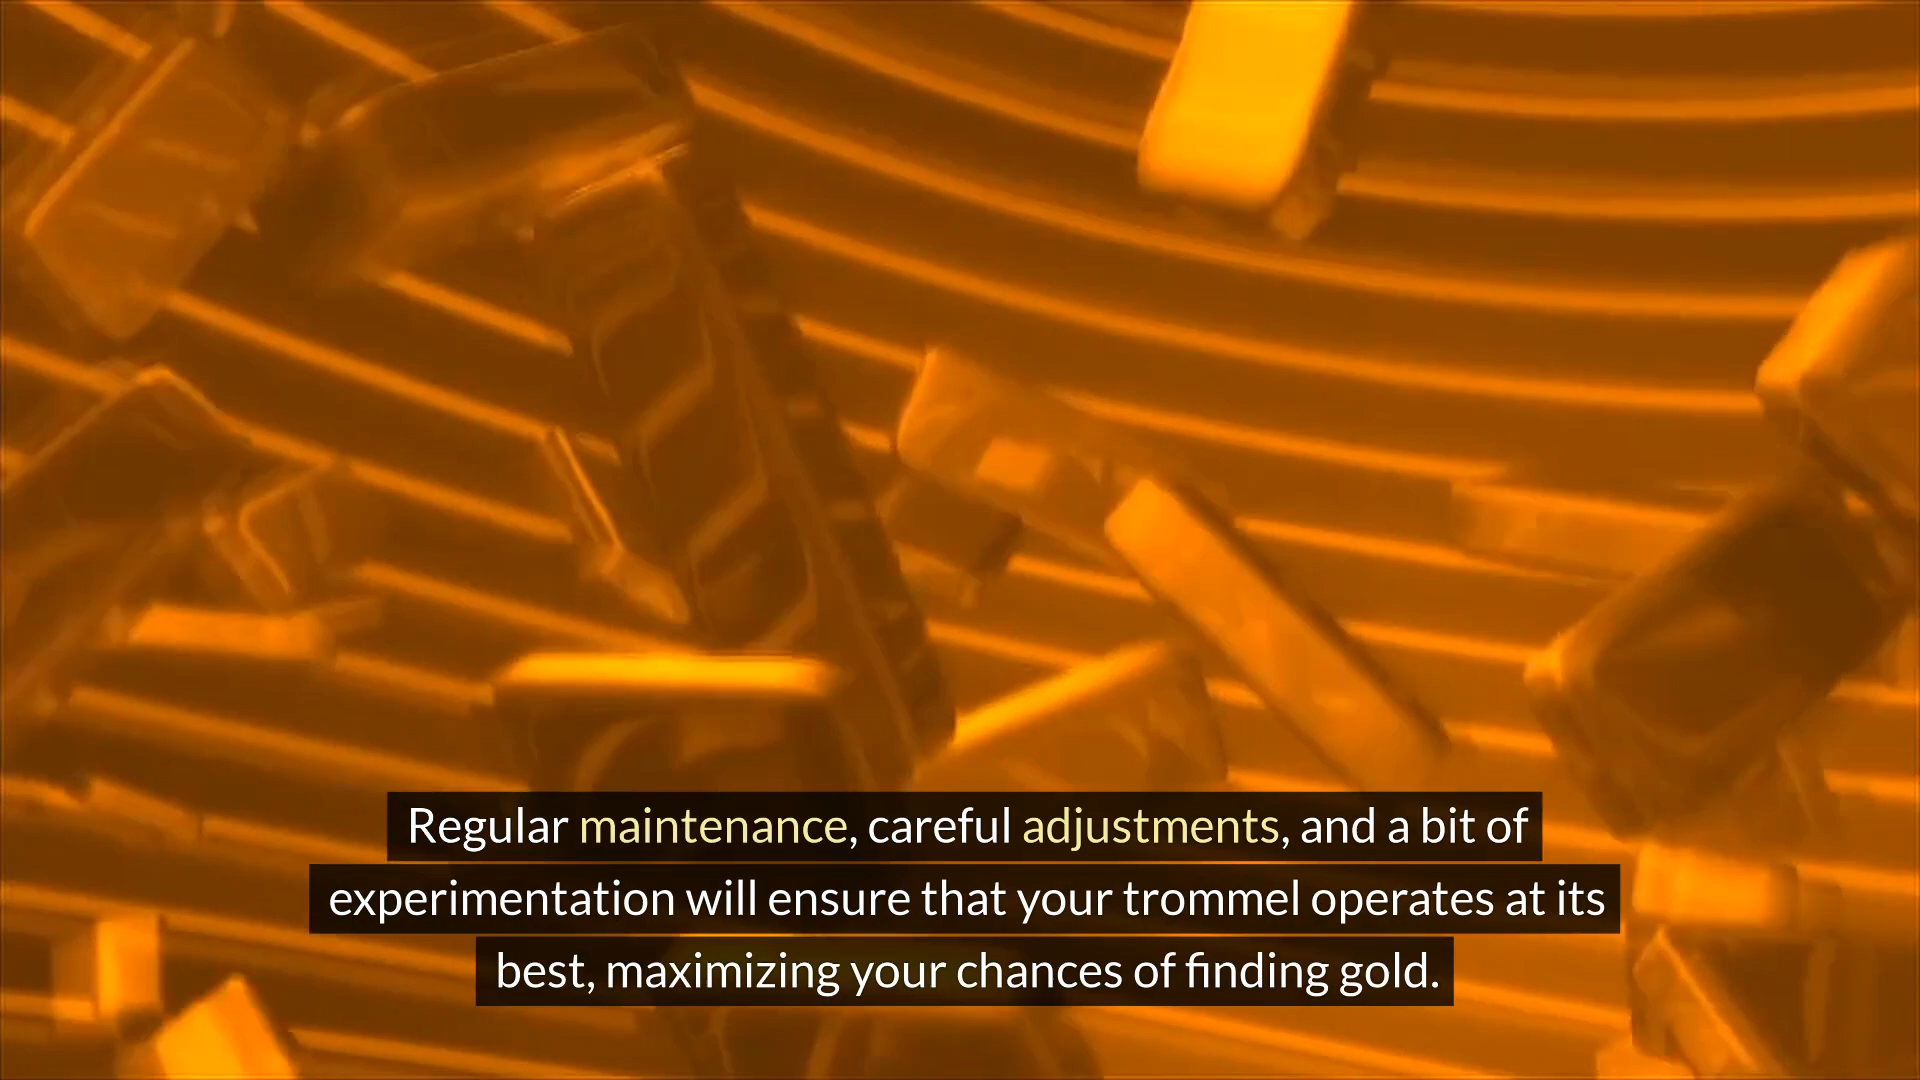 Regular maintenance, careful adjustments, and a bit of
experimentation will ensure that your trommel operates at its
best, maximizing your chances of finding gold.